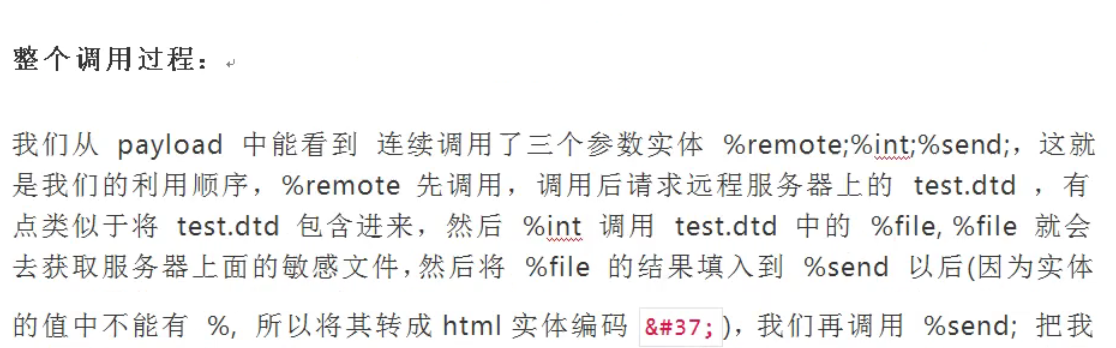 整个调用过程：
我们从 payload 中能看到 连续调用了三个参数实体 %remote;%int;%send;，这就
是我们的利用顺序，%remote 先调用，调用后请求远程服务器上的 test.dtd ，有
点类似于将 test.dtd 包含进来，然后 %int 调用 test.dtd 中的 %file, %file 就会
去获取服务器上面的敏感文件，然后将 %file 的结果填入到 %send 以后(因为实体
的值中不能有 %, 所以将其转成 html 实体编码 &#37;)，我们再调用 %send; 把我